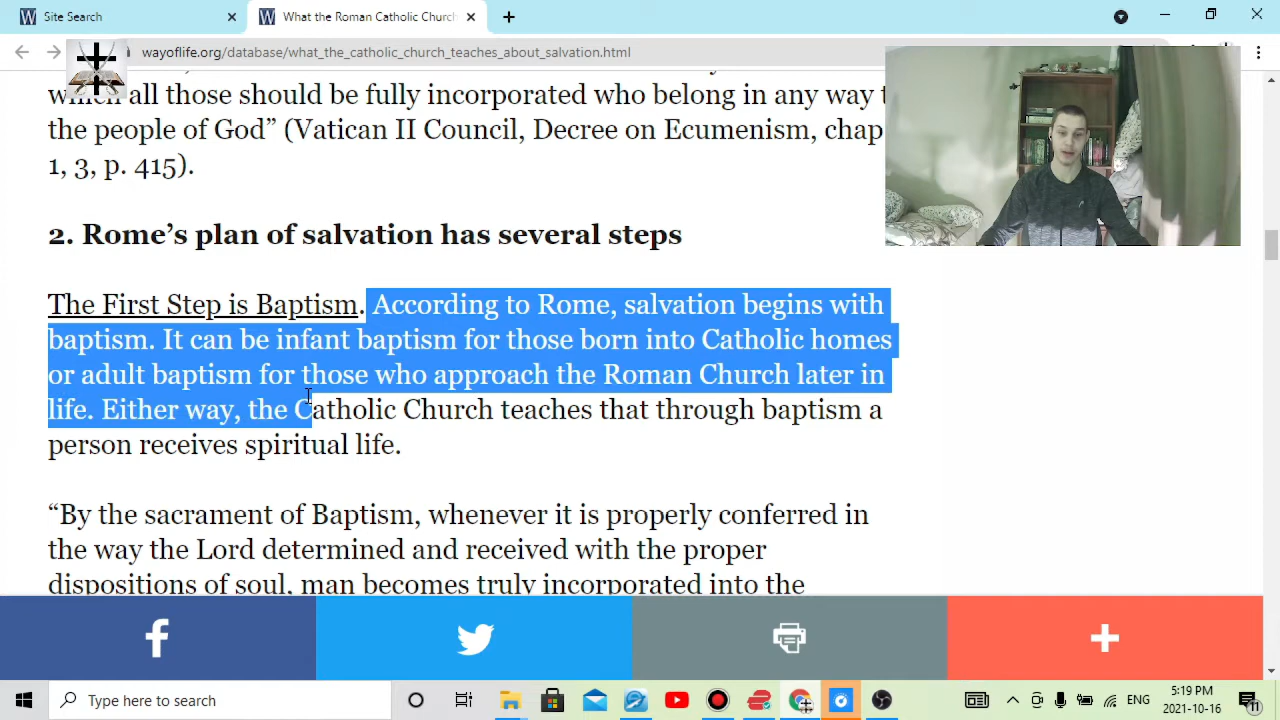 Site Search
What the Roman Catholic Church
wayoflife.org/database/what_the_catholic_church_teaches_about_salvation.html
which all those should be fully incorporated who belong in any way
the people of God” (Vatican II Council, Decree on Ecumenism, chap
1, 3, p. 415).
2. Rome’s plan of salvation has several steps
The First Step is Baptism. According to Rome, salvation begins with
baptism. It can be infant baptism for those born into Catholic homes
or adult baptism for those who approach the Roman Church later in
life. Either way, the Catholic Church teaches that through baptism a
person receives spiritual life.
“By the sacrament of Baptism, whenever it is properly conferred in
the way the Lord determined and received with the proper
dispositions of soul, man becomes truly incorporated into the
Type here to search
ENG
5:19 PM
2021-10-16
11